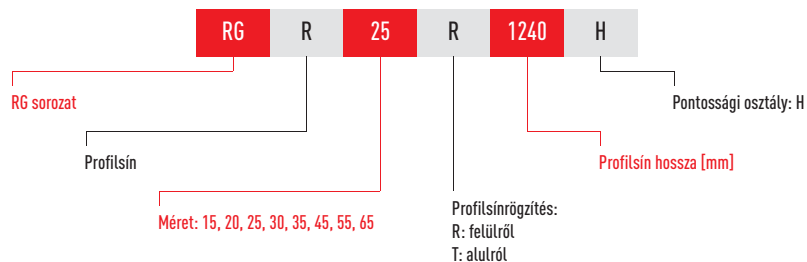 RG R 25 R 1240 H
RG sorozat
Pontossági osztály: H
Profilsín
Profilsín hossza [mm]
Méret: 15, 20, 25, 30, 35, 45, 55, 65
Profilsínrögzítés:
R: felülről
T: alulról